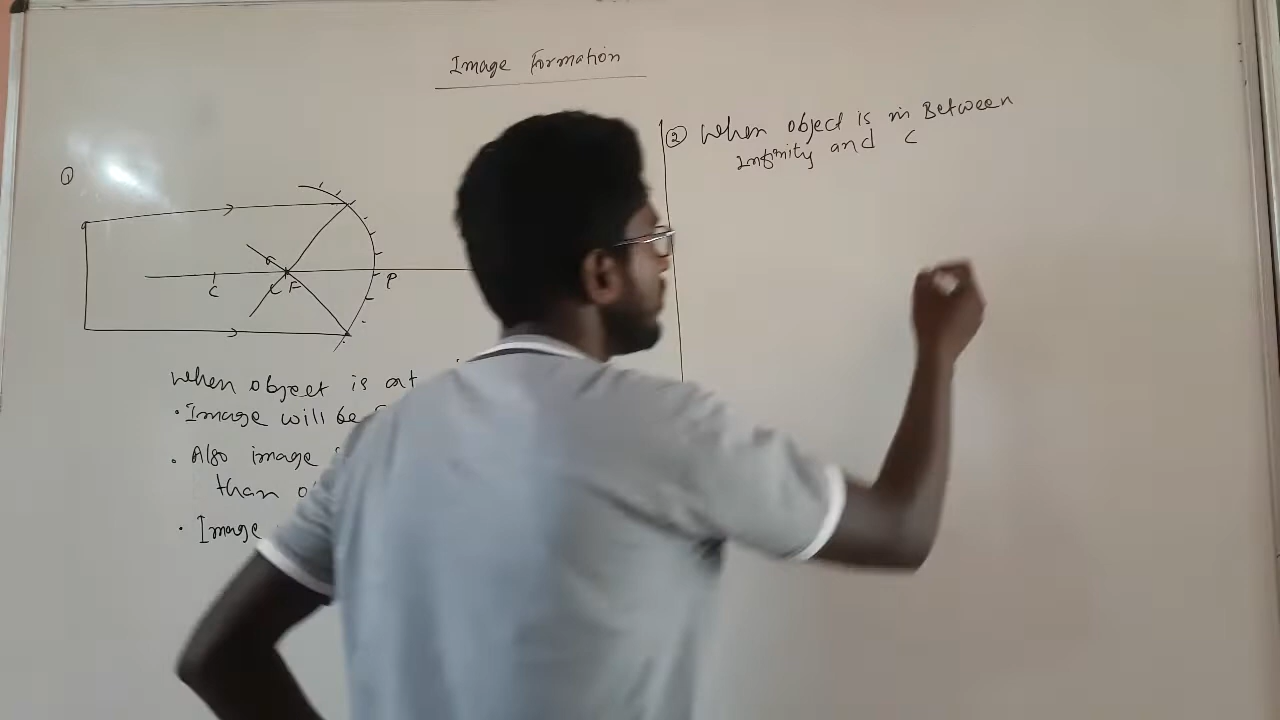 Image Formation
①
C
F
P
When object is at
• Image will be
• Also image
than
• Image
② When object is in Between
Infinity and C